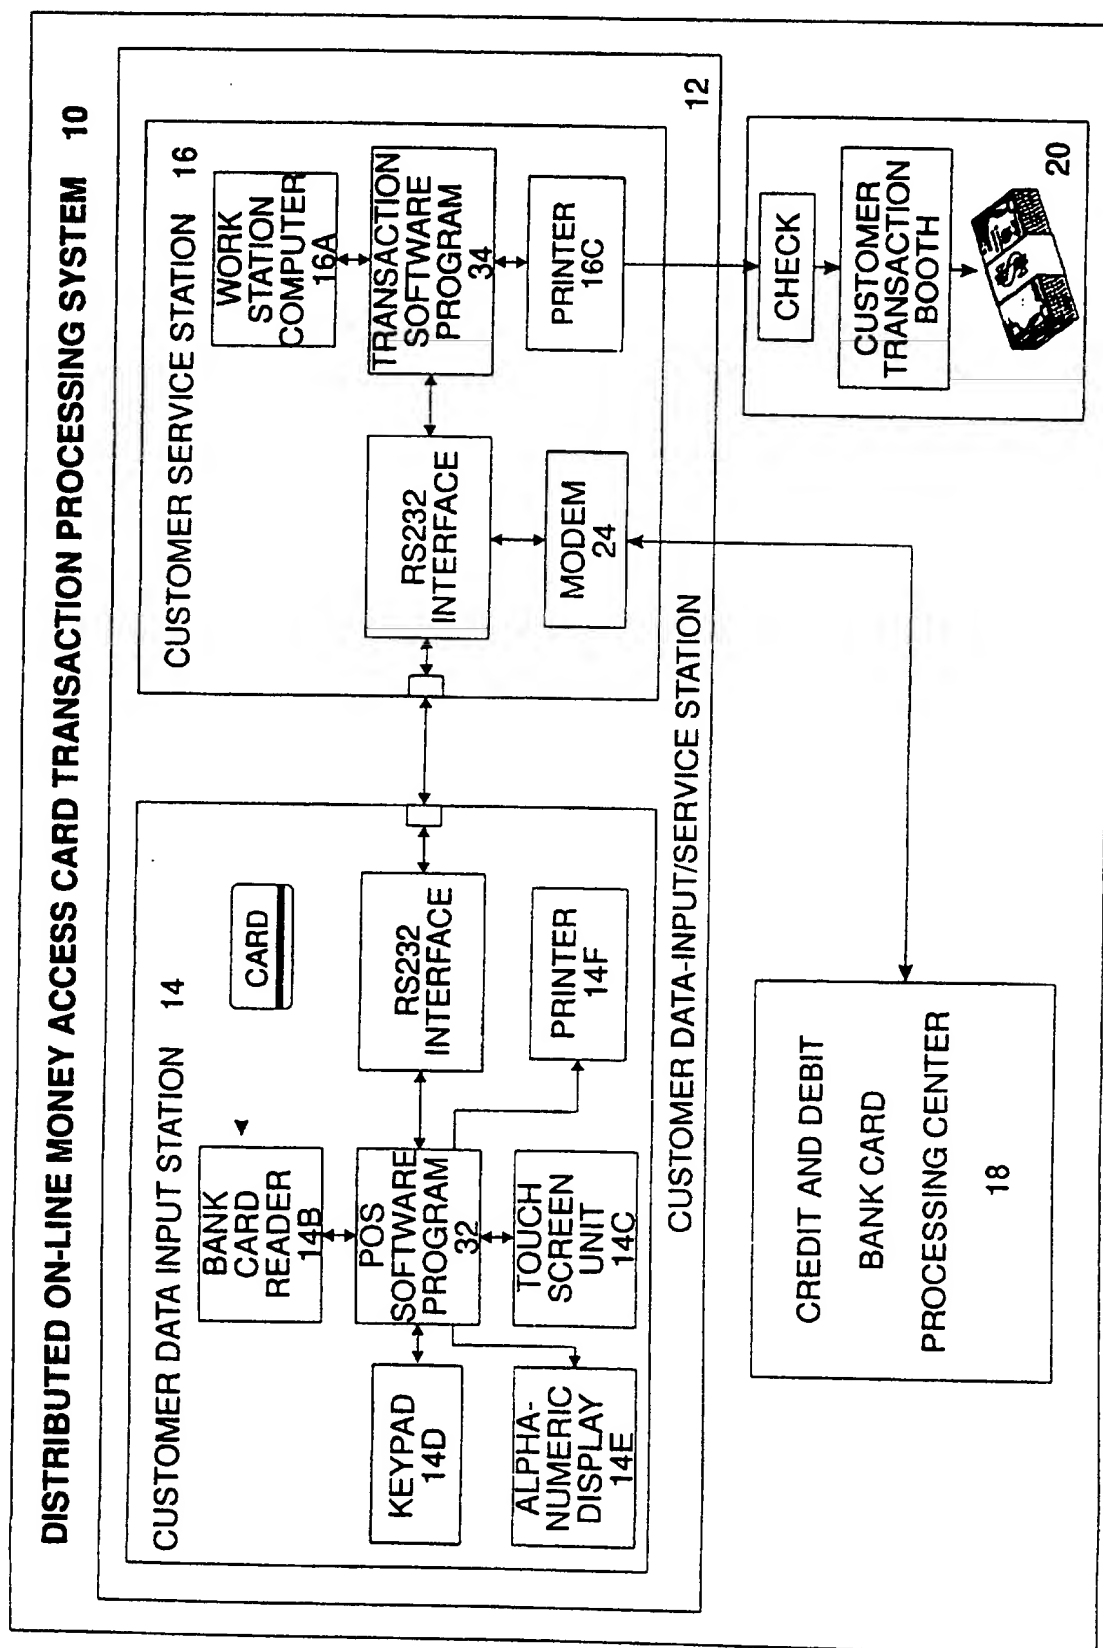 DISTRIBUTED ON-LINE MONEY ACCESS CARD TRANSACTION PROCESSING SYSTEM 10
CUSTOMER DATA INPUT STATION 14
BANK
CARD
READER
14B
CARD
KEYPAD
14D
POS
SOFTWARE
PROGRAM
32
RS232
INTERFACE
ALPHA-
NUMERIC
DISPLAY
14E
TOUCH
SCREEN
UNIT
14C
PRINTER
14F
CUSTOMER SERVICE STATION 16
WORK
STATION
COMPUTER
16A
RS232
INTERFACE
TRANSACTION
SOFTWARE
PROGRAM
34
MODEM
24
PRINTER
16C
CUSTOMER DATA-INPUT/SERVICE STATION
12
CREDIT AND DEBIT
BANK CARD
PROCESSING CENTER
18
CHECK
CUSTOMER
TRANSACTION
BOOTH
$
20